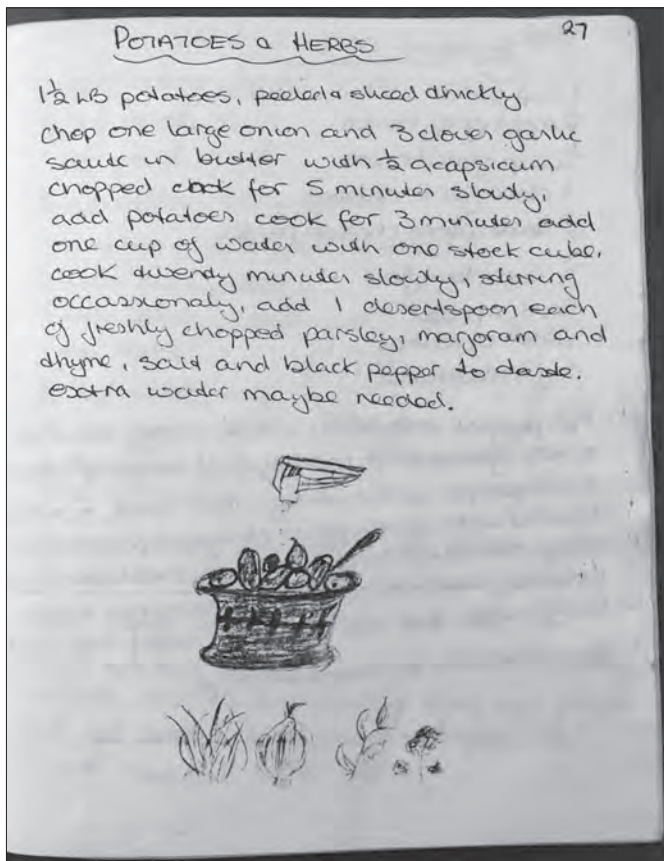 27
POTATOES & HERBS
1½ LB potatoes, peeled & sliced thickly
chop one large onion and 3 cloves garlic
sauté in butter with ½ a capsicum
chopped cook for 5 minutes slowly,
add potatoes cook for 3 minutes add
one cup of water with one stock cube.
cook twenty minutes slowly, stirring
occassionaly, add 1 desertspoon each
of freshly chopped parsley, marjoram and
thyme, salt and black pepper to taste.
extra water maybe needed.